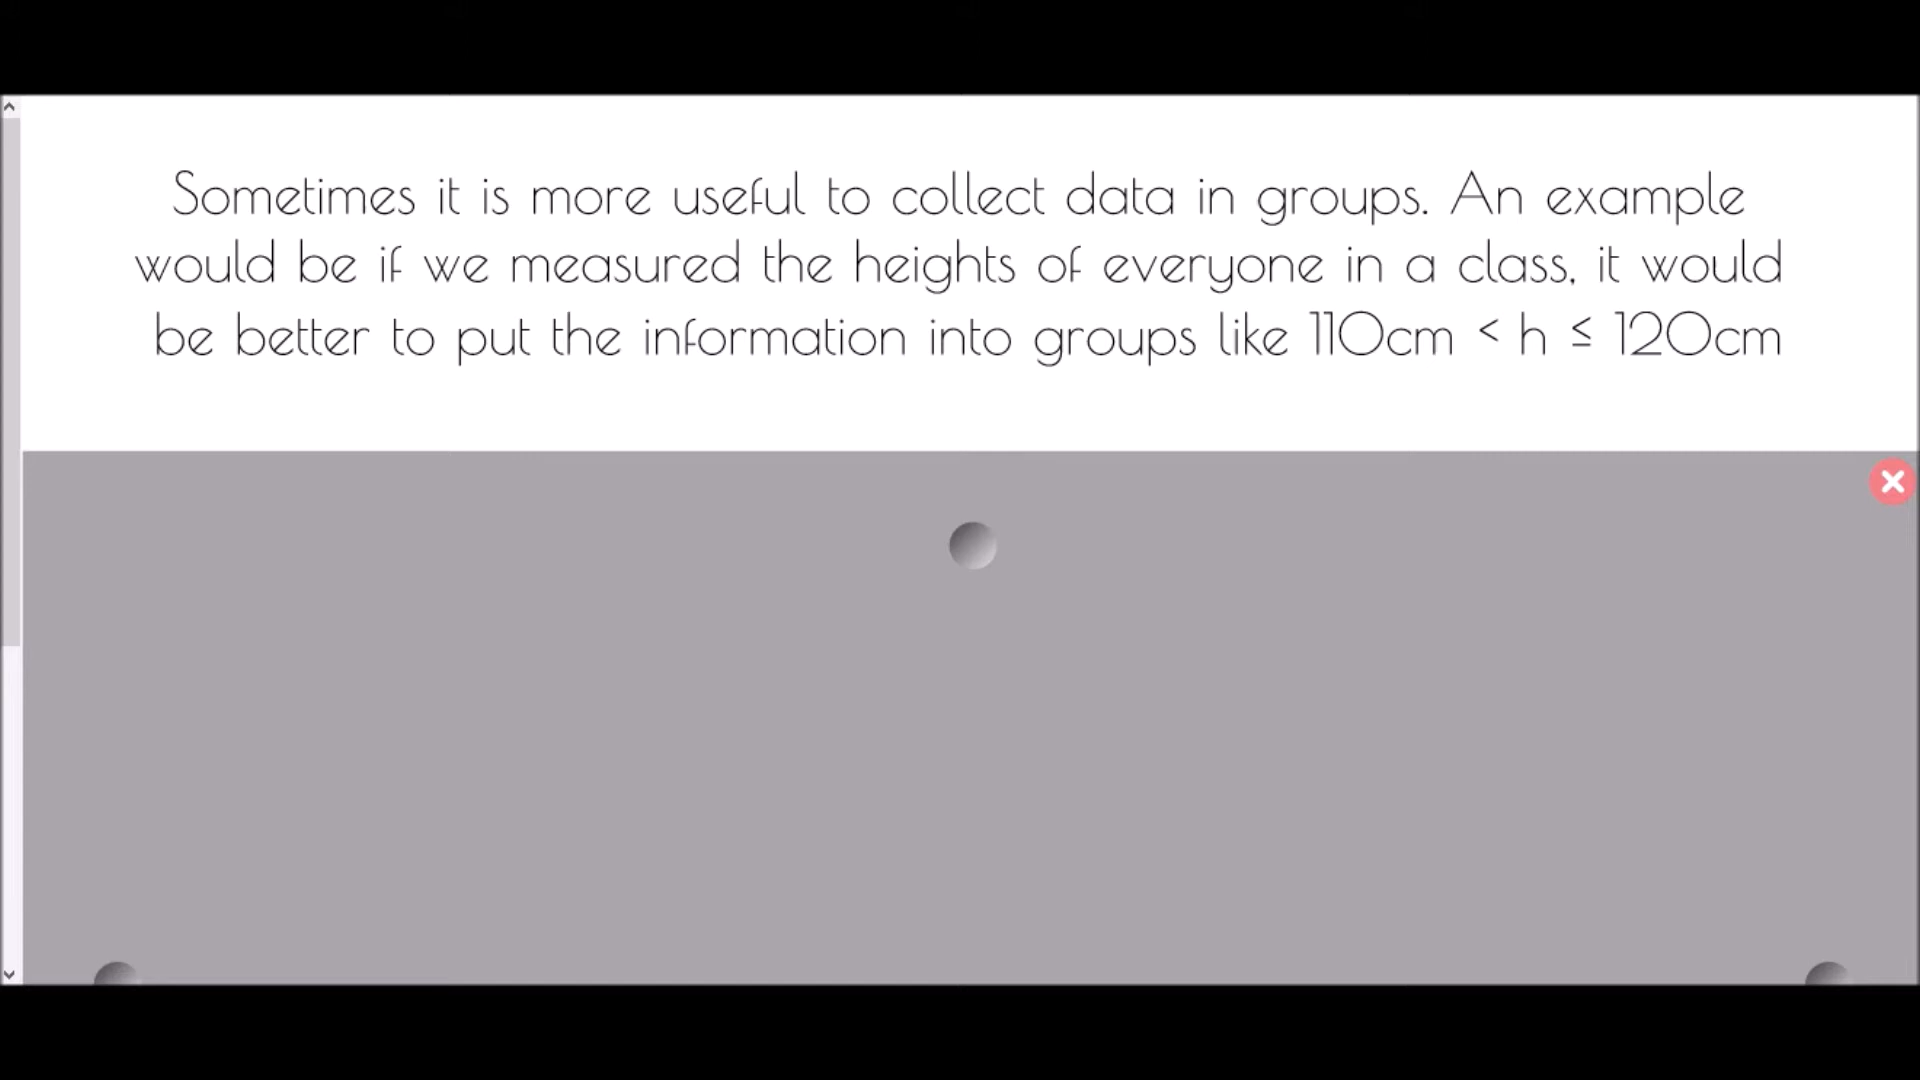 Sometimes it is more useful to collect data in groups. An example
would be if we measured the heights of everyone in a class, it would
be better to put the information into groups like 110cm < h ≤ 120cm